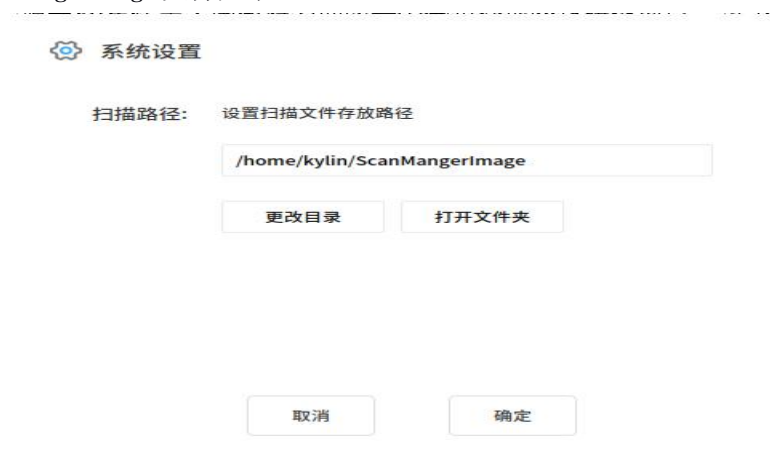 系统设置
扫描路径: 设置扫描文件存放路径
/home/kylin/ScanMangerImage
更改目录 打开文件夹
取消 确定